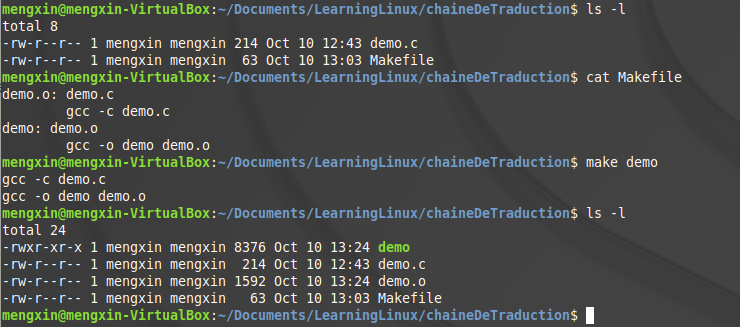 mengxin@mengxin-VirtualBox:~/Documents/LearningLinux/chaineDeTraduction$ ls -l
total 8
-rw-r--r-- 1 mengxin mengxin 214 Oct 10 12:43 demo.c
-rw-r--r-- 1 mengxin mengxin  63 Oct 10 13:03 Makefile
mengxin@mengxin-VirtualBox:~/Documents/LearningLinux/chaineDeTraduction$ cat Makefile
demo.o: demo.c
        gcc -c demo.c
demo: demo.o
        gcc -o demo demo.o
mengxin@mengxin-VirtualBox:~/Documents/LearningLinux/chaineDeTraduction$ make demo
gcc -c demo.c
gcc -o demo demo.o
mengxin@mengxin-VirtualBox:~/Documents/LearningLinux/chaineDeTraduction$ ls -l
total 24
-rwxr-xr-x 1 mengxin mengxin 8376 Oct 10 13:24 demo
-rw-r--r-- 1 mengxin mengxin  214 Oct 10 12:43 demo.c
-rw-r--r-- 1 mengxin mengxin 1592 Oct 10 13:24 demo.o
-rw-r--r-- 1 mengxin mengxin   63 Oct 10 13:03 Makefile
mengxin@mengxin-VirtualBox:~/Documents/LearningLinux/chaineDeTraduction$